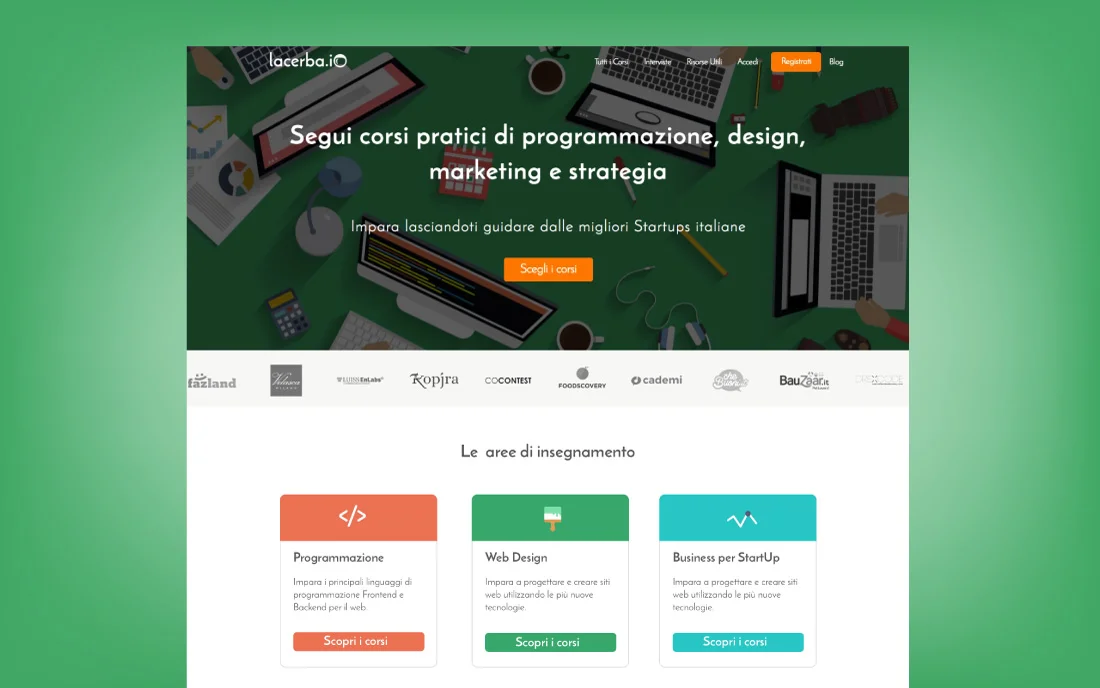 lacerba.iO
Tutti i Corsi Interviste Risorse Utili Accedi Registrati Blog
Segui corsi pratici di programmazione, design,
marketing e strategia
Impara lasciandoti guidare dalle migliori Startups italiane
Scegli i corsi
fazland Velasca MILANO LUISS EnLabs Kopjra COCONTEST FOODSCOVERY cademi BauZaar.it
Le aree di insegnamento
</>
Programmazione
Impara i principali linguaggi di
programmazione Frontend e
Backend per il web.
Scopri i corsi
Web Design
Impara a progettare e creare siti
web utilizzando le più nuove
tecnologie.
Scopri i corsi
Business per StartUp
Impara a progettare e creare siti
web utilizzando le più nuove
tecnologie.
Scopri i corsi